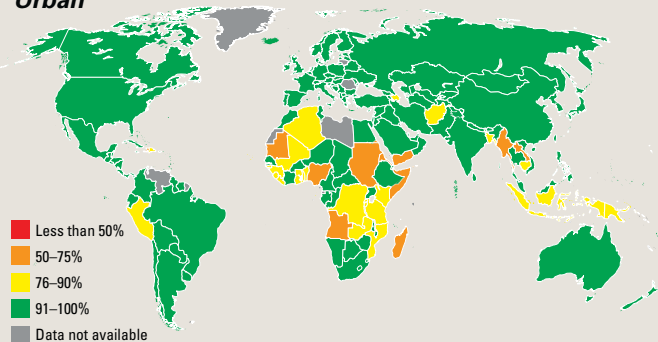 Urban
Less than 50%
50–75%
76–90%
91–100%
Data not available